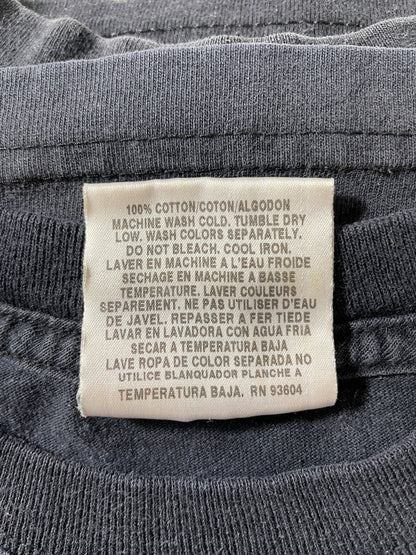 100% COTTON/COTON/ALGODON
MACHINE WASH COLD. TUMBLE DRY
LOW. WASH COLORS SEPARATELY.
DO NOT BLEACH. COOL IRON.
LAVER EN MACHINE A L'EAU FROIDE
SECHAGE EN MACHINE A BASSE
TEMPERATURE. LAVER COULEURS
SEPAREMENT. NE PAS UTILISER D'EAU
DE JAVEL. REPASSER A FER TIEDE
LAVAR EN LAVADORA CON AGUA FRIA
SECAR A TEMPERATURA BAJA
LAVE ROPA DE COLOR SEPARADA NO
UTILICE BLANQUADOR PLANCHE A
TEMPERATURA BAJA. RN 93604